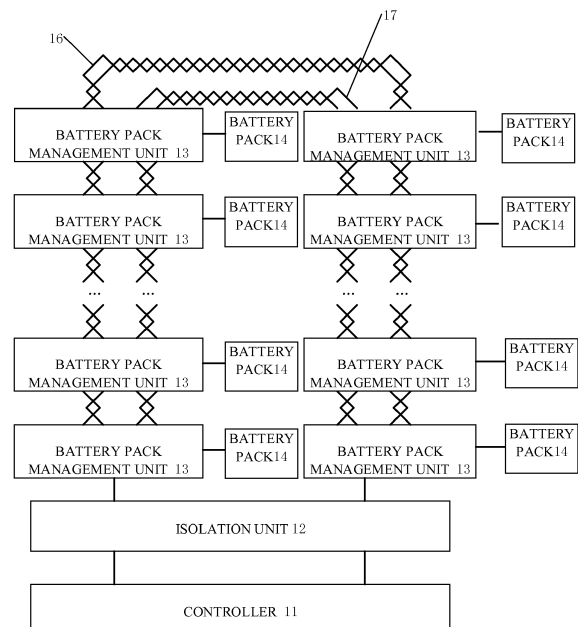 16
17
BATTERY PACK
MANAGEMENT UNIT 13
BATTERY
PACK14
BATTERY PACK
MANAGEMENT UNIT 13
BATTERY
PACK14
BATTERY PACK
MANAGEMENT UNIT 13
BATTERY
PACK14
BATTERY PACK
MANAGEMENT UNIT 13
BATTERY
PACK14
...
...
...
...
BATTERY PACK
MANAGEMENT UNIT 13
BATTERY
PACK14
BATTERY PACK
MANAGEMENT UNIT 13
BATTERY
PACK14
BATTERY PACK
MANAGEMENT UNIT 13
BATTERY
PACK14
BATTERY PACK
MANAGEMENT UNIT 13
BATTERY
PACK14
ISOLATION UNIT 12
CONTROLLER 11